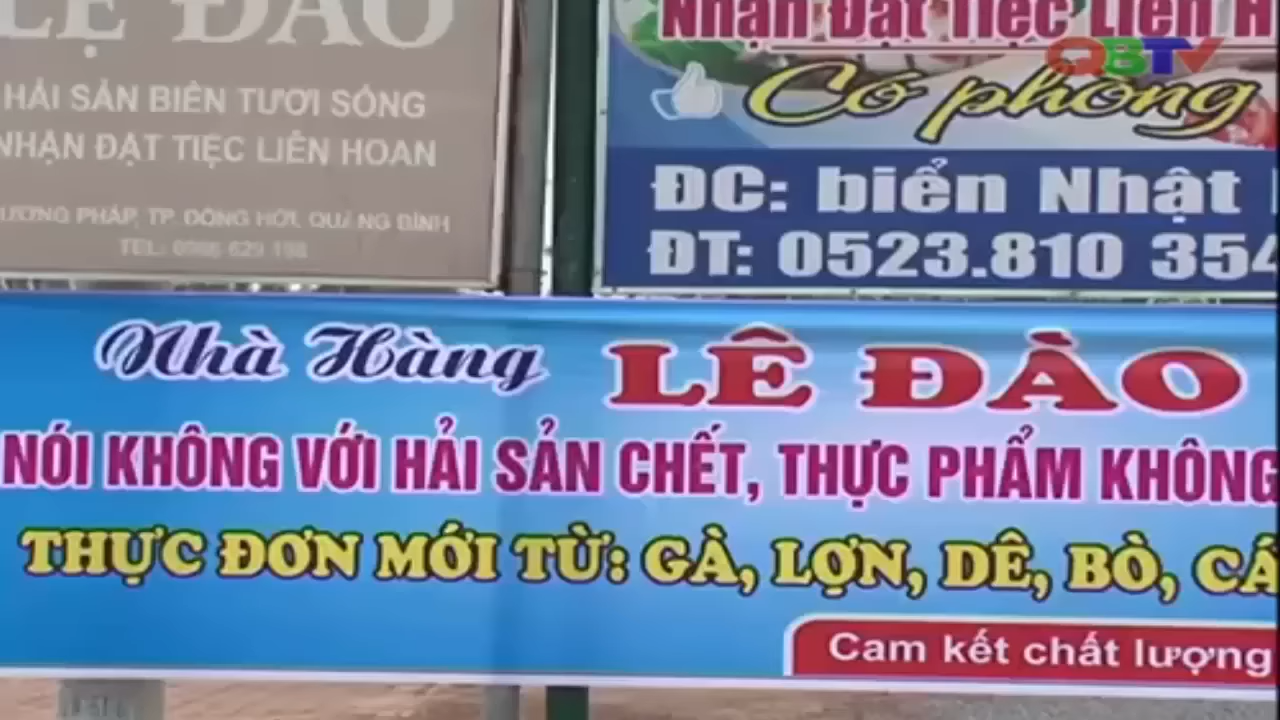 LỆ ĐÀO
HẢI SẢN BIỂN TƯƠI SỐNG
NHẬN ĐẶT TIỆC LIÊN HOAN
TP. ĐỒNG HỚI, QUẢNG BÌNH
TEL:
Nhận Đặt Tiệc Liên H
QBTV
Có phòng
ĐC: biển Nhật
ĐT: 0523.810 354
Nhà Hàng LÊ ĐÀO
NÓI KHÔNG VỚI HẢI SẢN CHẾT, THỰC PHẨM KHÔNG
THỰC ĐƠN MỚI TỪ: GÀ, LỢN, DÊ, BÒ, CÁ
Cam kết chất lượng